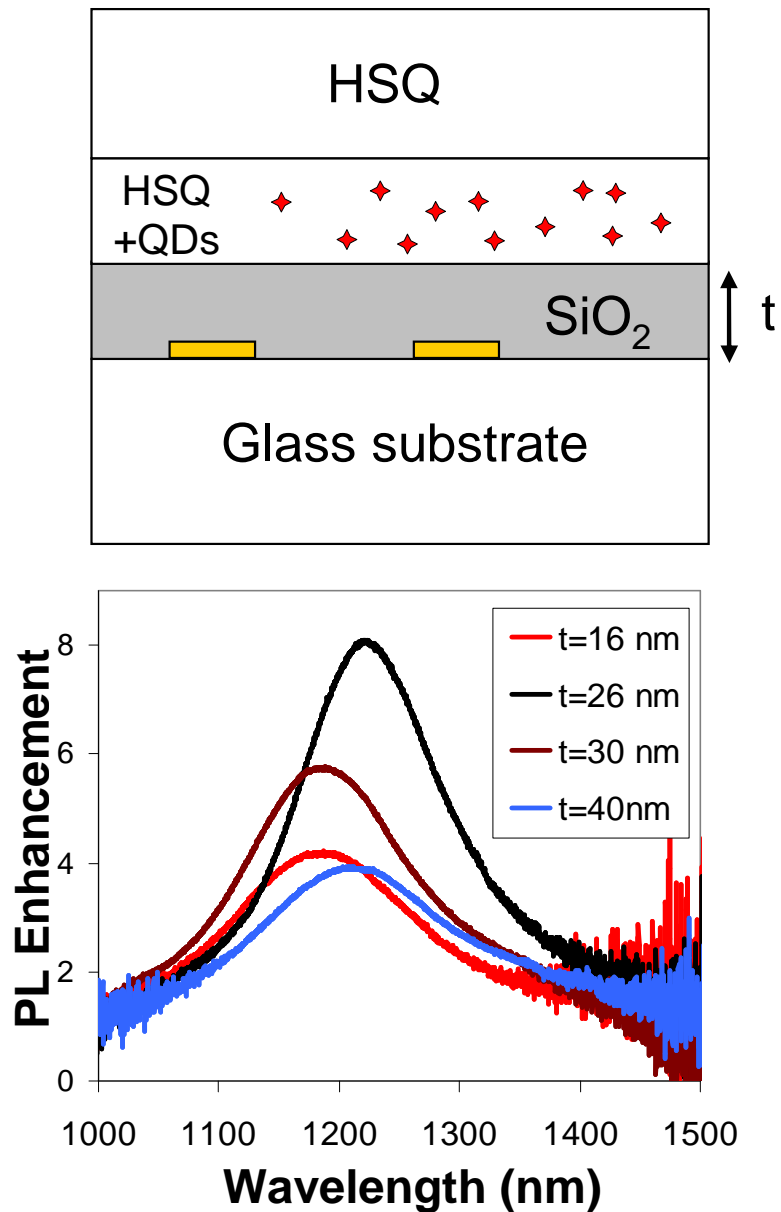 HSQ
HSQ
+QDs
SiO₂
t
Glass substrate
PL Enhancement
8
6
4
2
0
t=16 nm
t=26 nm
t=30 nm
t=40nm
1000 1100 1200 1300 1400 1500
Wavelength (nm)